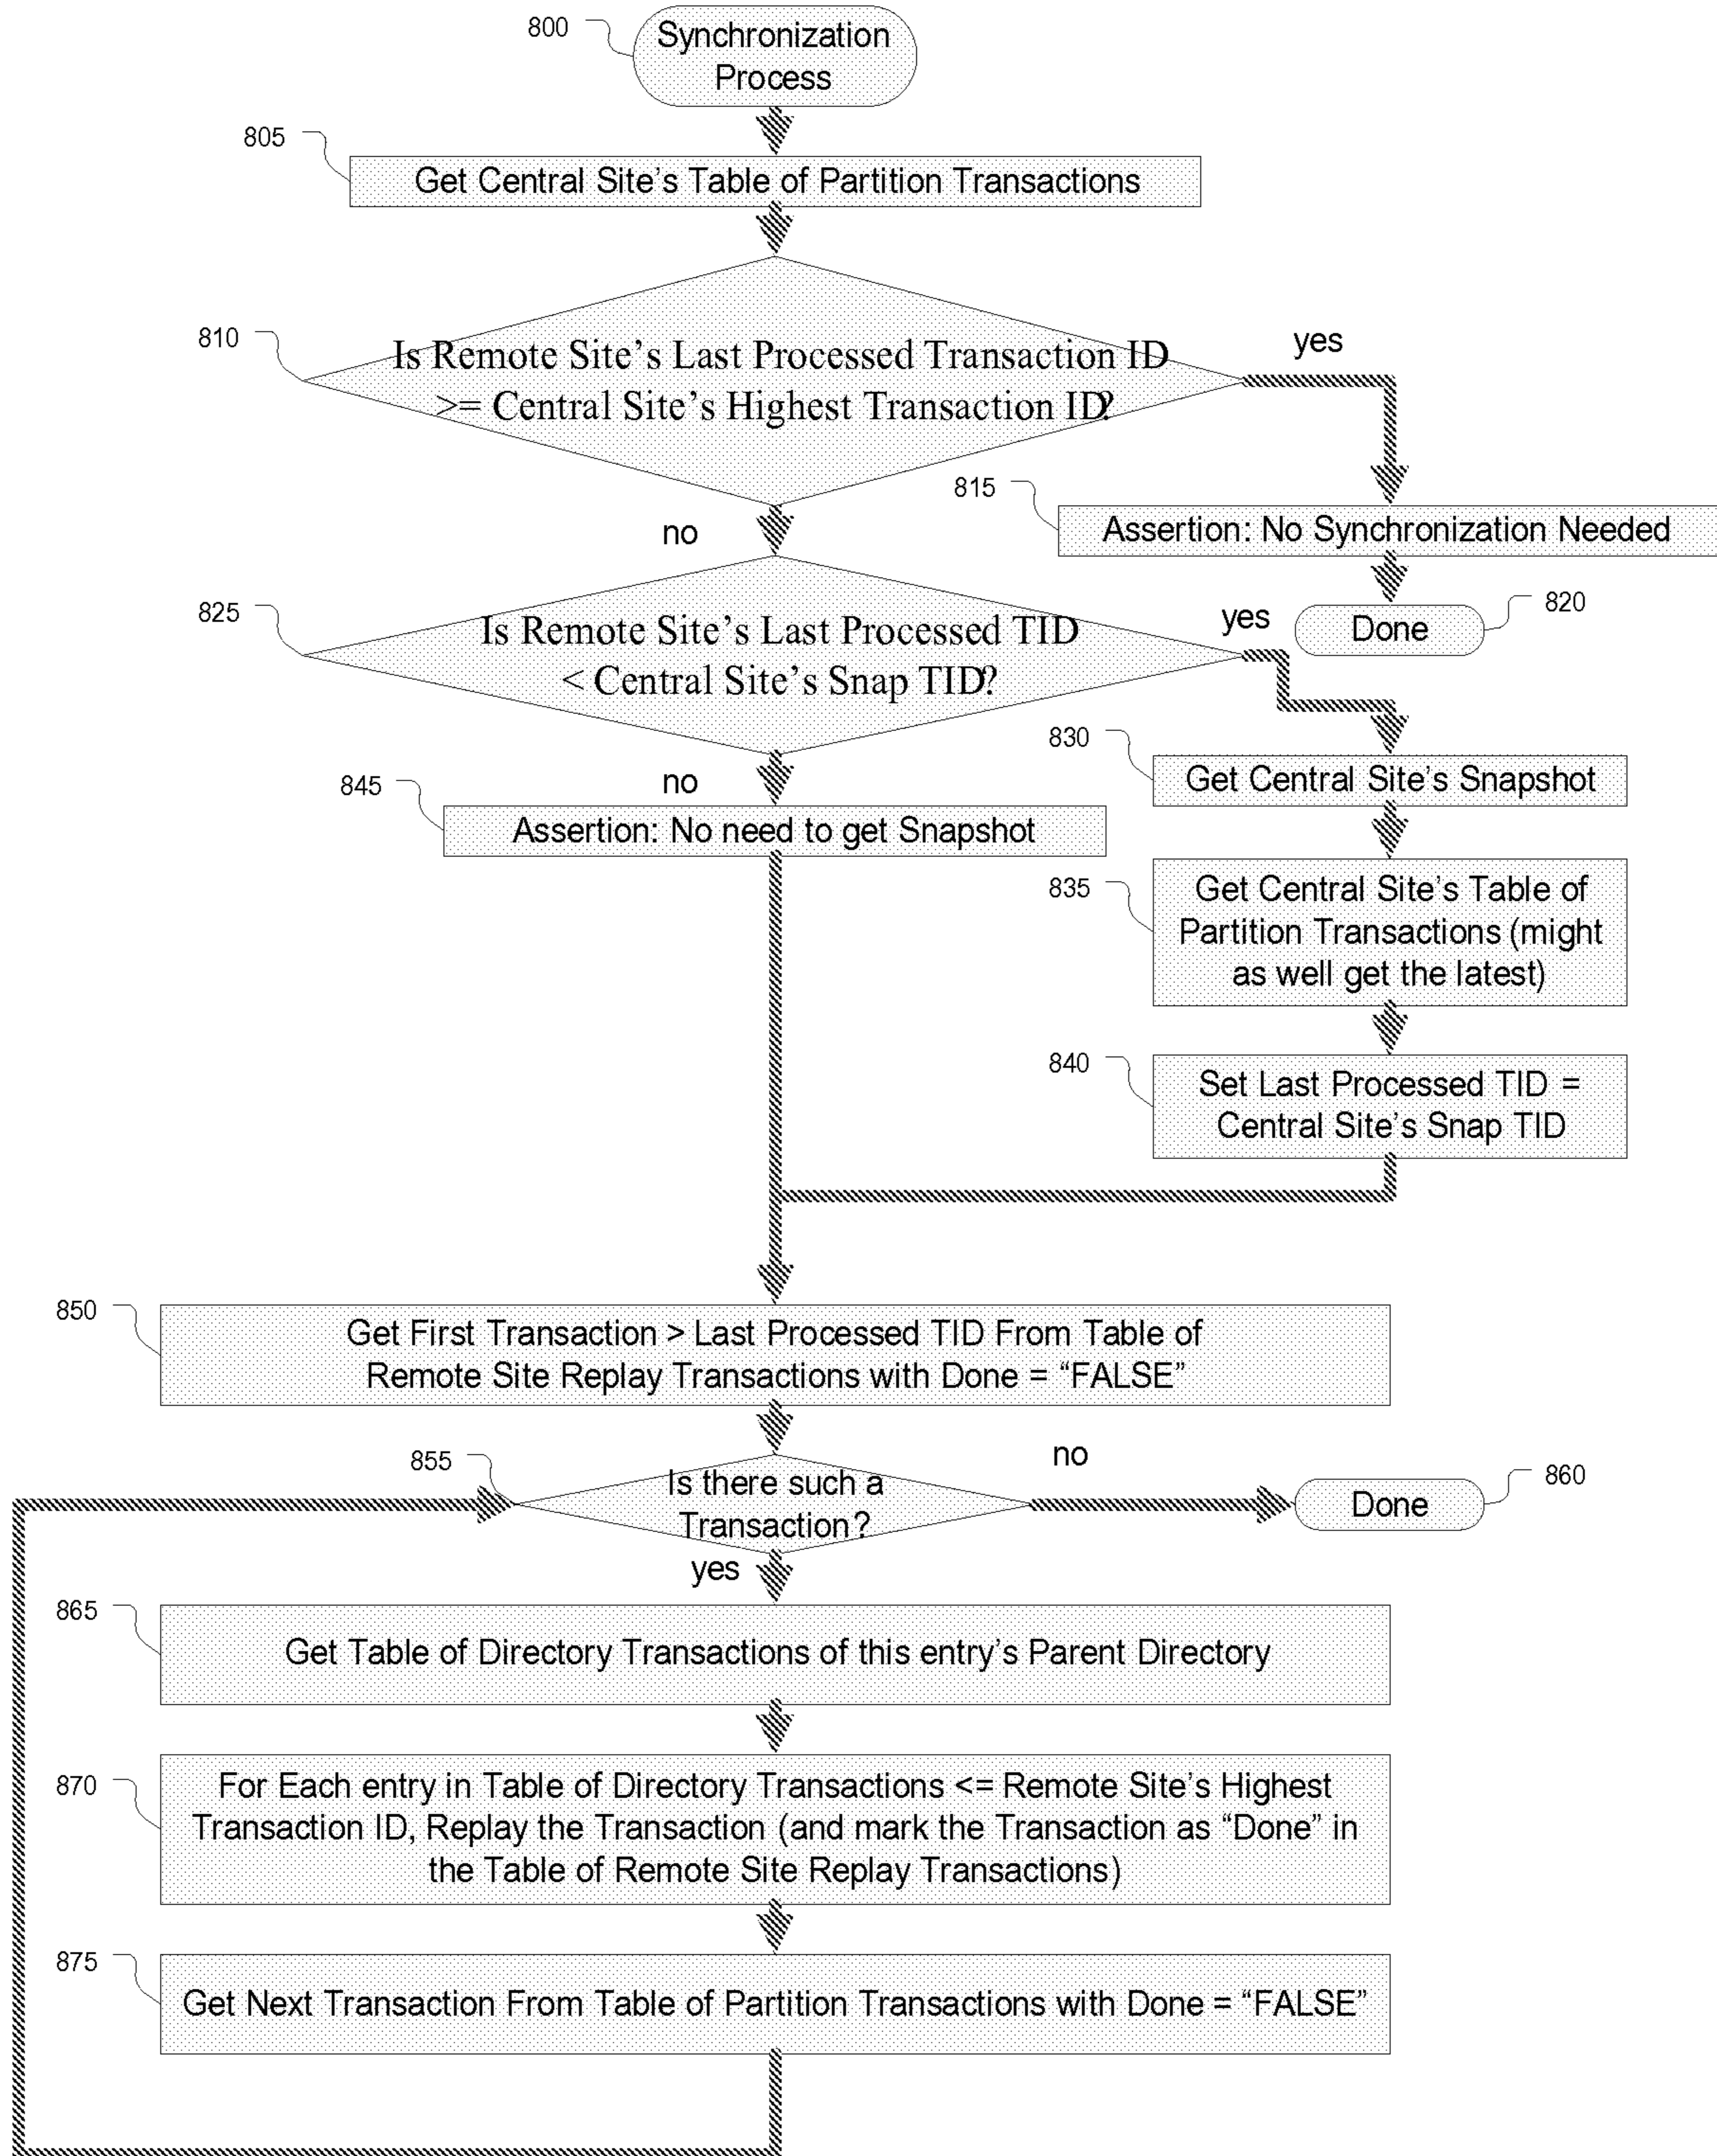 800
Synchronization
Process
805
Get Central Site's Table of Partition Transactions
810
Is Remote Site's Last Processed Transaction ID
>= Central Site's Highest Transaction ID?
yes
no
815
Assertion: No Synchronization Needed
820
Done
825
Is Remote Site's Last Processed TID
< Central Site's Snap TID?
yes
no
830
Get Central Site's Snapshot
845
Assertion: No need to get Snapshot
835
Get Central Site's Table of
Partition Transactions (might
as well get the latest)
840
Set Last Processed TID =
Central Site's Snap TID
850
Get First Transaction > Last Processed TID From Table of
Remote Site Replay Transactions with Done = “FALSE”
855
Is there such a
Transaction?
no
860
Done
yes
865
Get Table of Directory Transactions of this entry's Parent Directory
870
For Each entry in Table of Directory Transactions <= Remote Site's Highest
Transaction ID, Replay the Transaction (and mark the Transaction as “Done” in
the Table of Remote Site Replay Transactions)
875
Get Next Transaction From Table of Partition Transactions with Done = “FALSE”